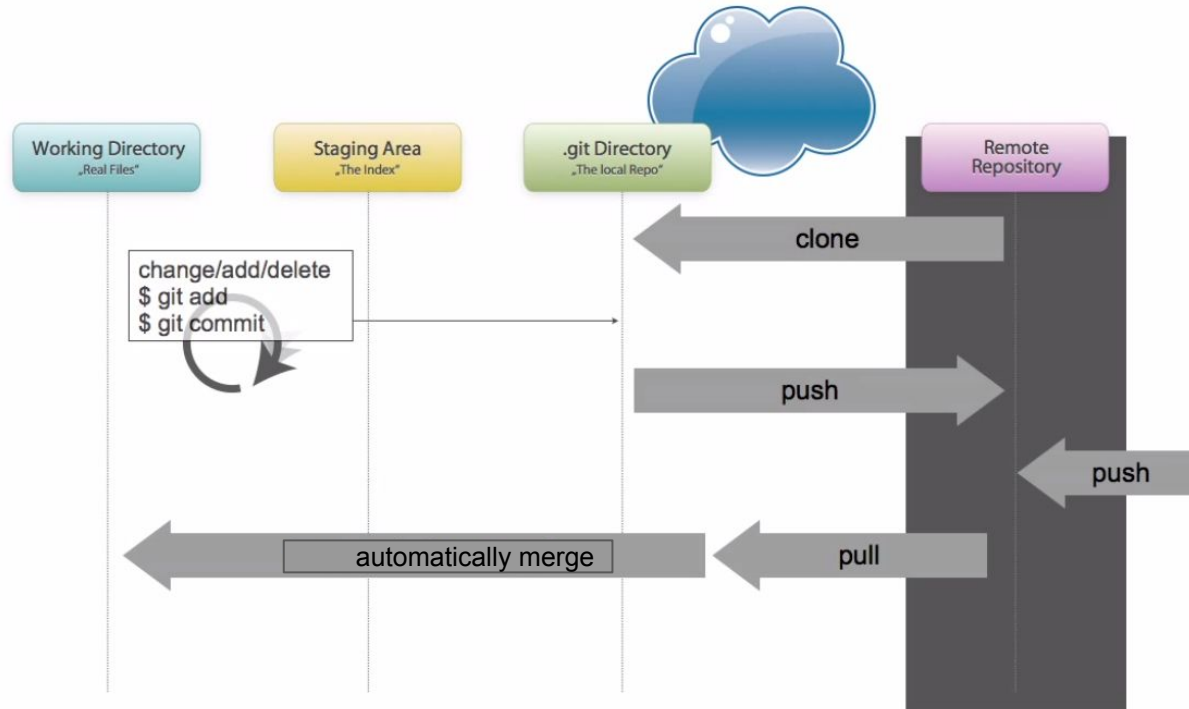 Working Directory
„Real Files“
Staging Area
„The Index“
.git Directory
„The local Repo“
Remote
Repository
clone
change/add/delete
$ git add
$ git commit
push
push
automatically merge
pull